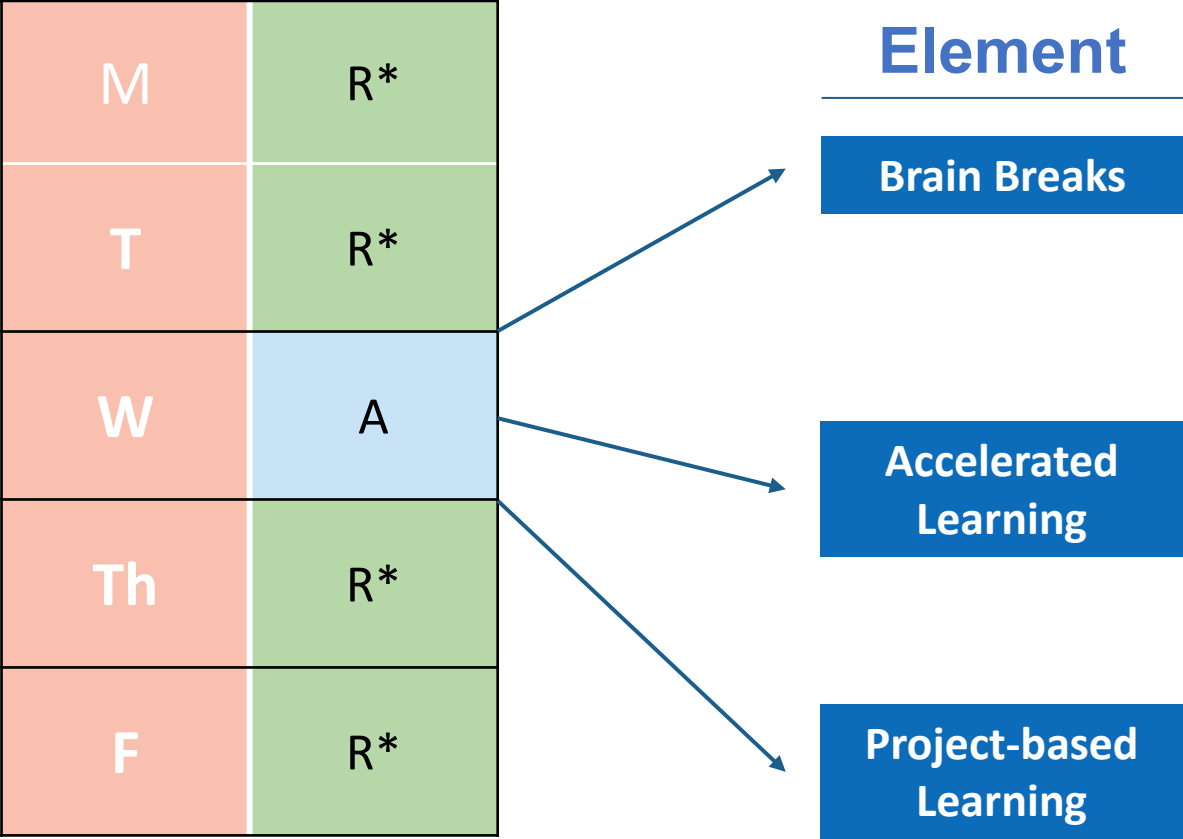 M R*
T R*
W A
Th R*
F R*
Element
Brain Breaks
Accelerated
Learning
Project-based
Learning